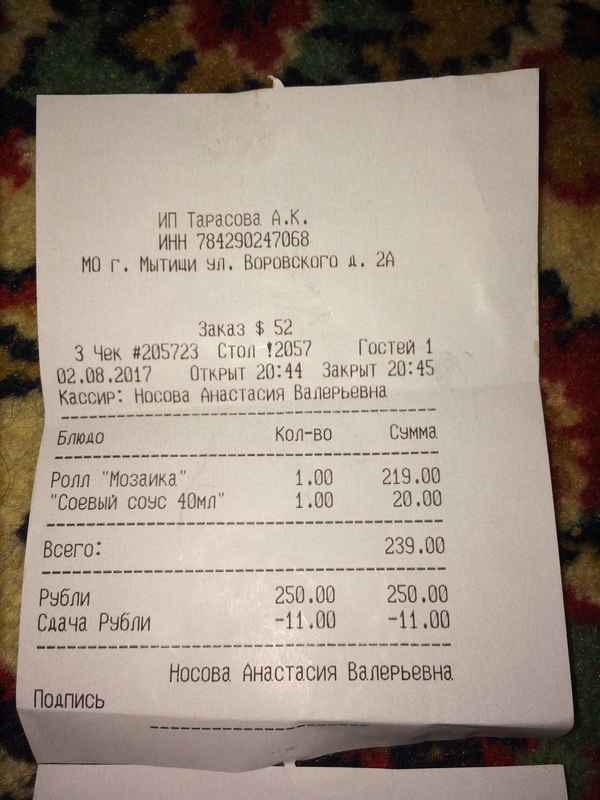 ИП Тарасова А.К.
ИНН 784290247068
МО г. Мытищи ул. Воровского д. 2А
Заказ $ 52
3 Чек #205723 Стол !2057 Гостей 1
02.08.2017 Открыт 20:44 Закрыт 20:45
Кассир: Носова Анастасия Валерьевна
Блюдо Кол-во Сумма
Ролл "Мозаика" 1.00 219.00
"Соевый соус 40мл" 1.00 20.00
Всего: 239.00
Рубли 250.00 250.00
Сдача Рубли -11.00 -11.00
Носова Анастасия Валерьевна
Подпись